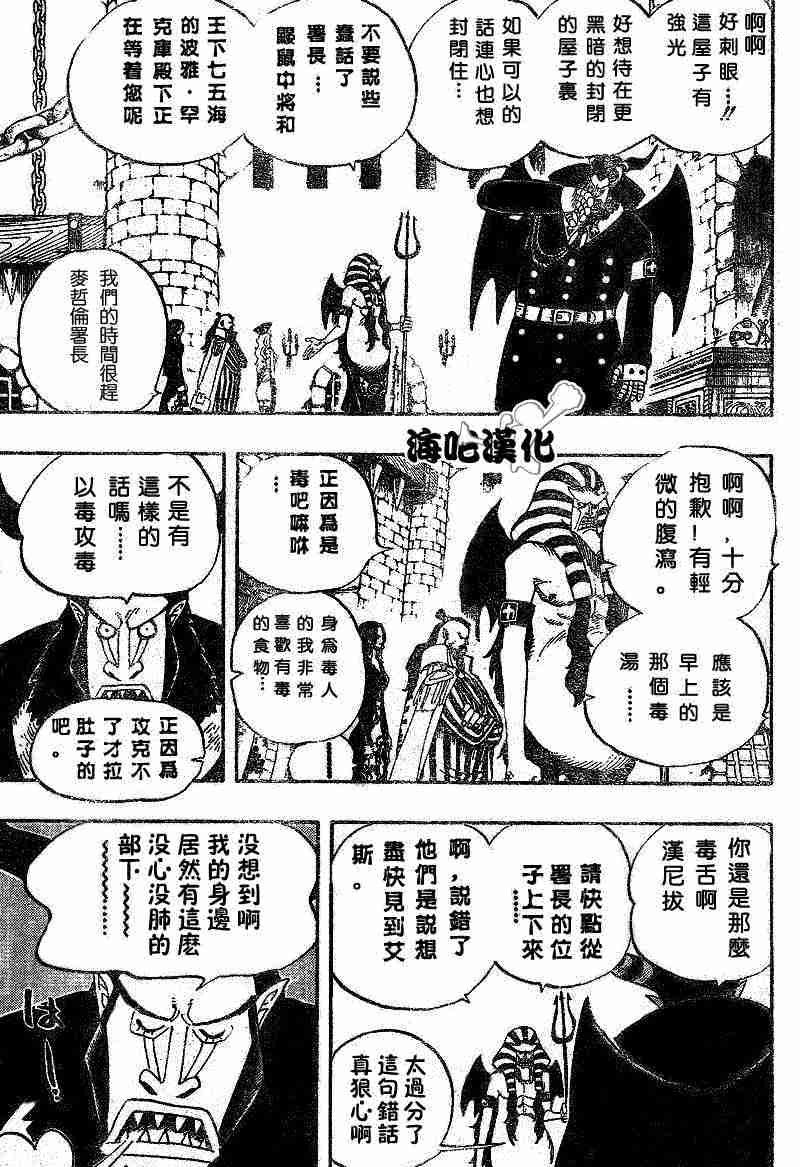 啊啊
好刺眼…!!
這屋子有
強光
好想待在更
黑暗的封閉
的屋子裏
如果可以的
話連心也想
封閉住…
不要說些
蠢話了
署長…
鼴鼠中將和
王下七五海
的波雅·罕
克庫殿下正
在等着您呢
我們的時間很趕
麥哲倫署長
海吧漢化
啊啊，十分
抱歉！有輕
微的腹瀉。
應該是
早上的
那個毒
湯……
正因爲是
毒吧嘛咻
…
身爲毒人
的我非常
喜歡有毒
的食物…
不是有
這樣的
話嗎……
以毒攻毒
正因爲
攻克不
了才拉
肚子的
吧。
你還是那麽
毒舌啊
漢尼拔
請快點從
署長的位
子上下來
……
啊，說錯了
他們是說想
盡快見到艾
斯。
太過分了
這句錯話
真狠心啊
没想到啊
我的身邊
居然有這麽
没心没肺的
部下
は